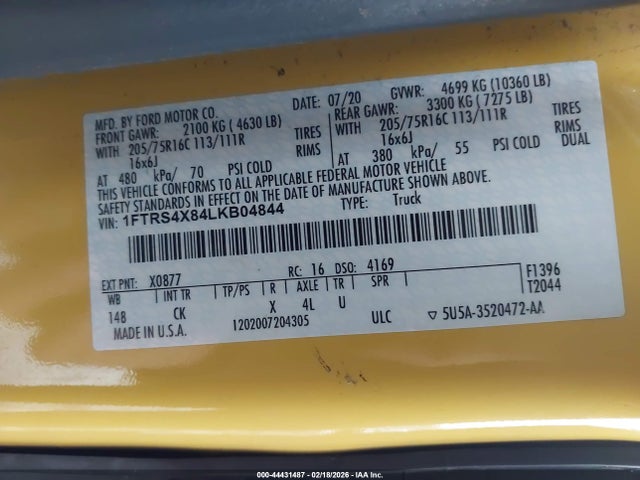 MFD. BY FORD MOTOR CO.
DATE: 07/20 GVWR: 4699 KG (10360 LB)
FRONT GAWR: 2100 KG ( 4630 LB) REAR GAWR: 3300 KG ( 7275 LB)
WITH 205/75R16C 113/111R TIRES WITH 205/75R16C 113/111R TIRES
16x6J RIMS 16x6J RIMS
AT 480 kPa/ 70 PSI COLD AT 380 kPa/ 55 PSI COLD DUAL
THIS VEHICLE CONFORMS TO ALL APPLICABLE FEDERAL MOTOR VEHICLE
SAFETY STANDARDS IN EFFECT ON THE DATE OF MANUFACTURE SHOWN ABOVE.
VIN: 1FTRS4X84LKB04844 TYPE: Truck
EXT PNT: X0877 RC: 16 DSO: 4169 F1396
WB INT TR TP/PS R AXLE TR SPR T2044
148 CK X 4L U
MADE IN U.S.A. 1202007204305 ULC ▽ 5U5A-3520472-AA
000-44431487 - 02/18/2026 - IAA Inc.